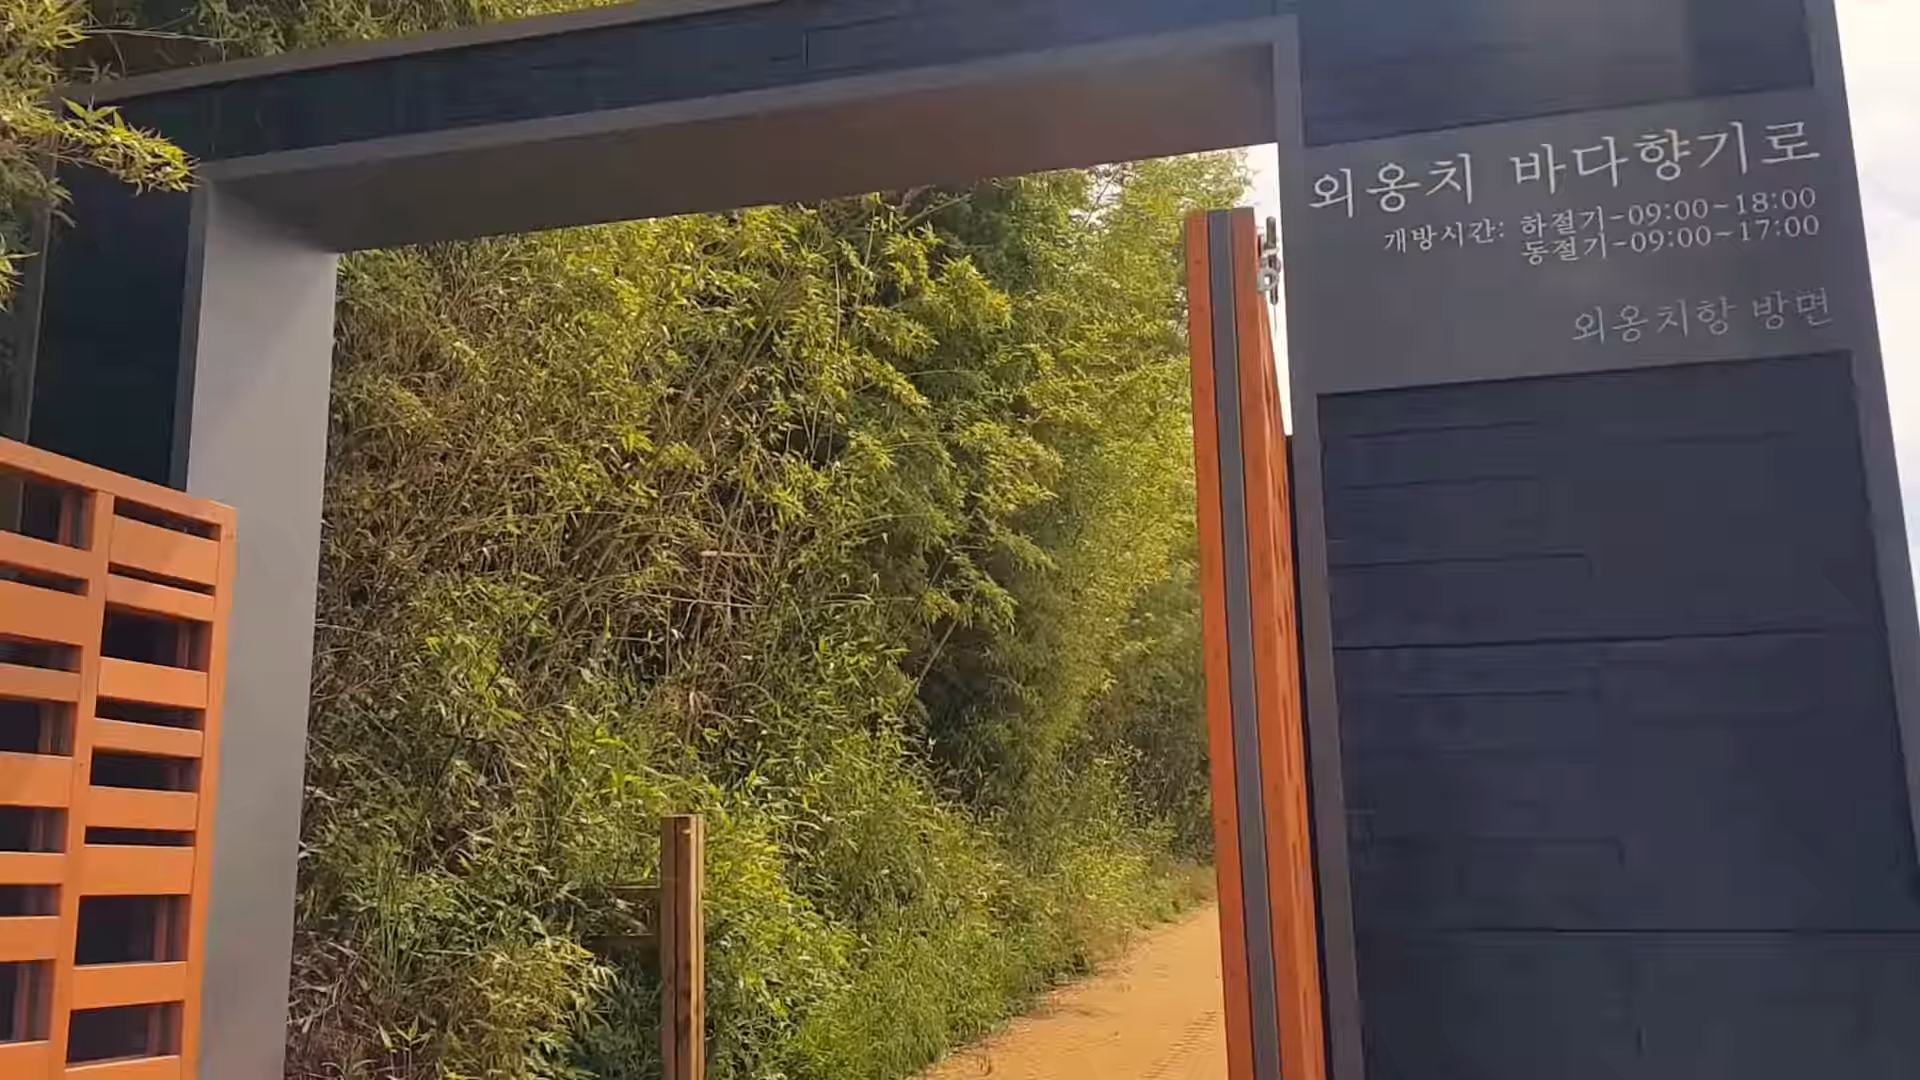 외옹치 바다향기로
개방시간: 하절기-09:00~18:00
동절기-09:00~17:00
외옹치항 방면